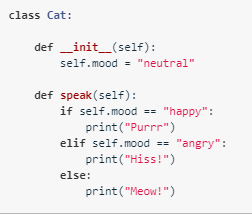 class Cat:
    def __init__(self):
        self.mood = "neutral"
    def speak(self):
        if self.mood == "happy":
            print("Purrr")
        elif self.mood == "angry":
            print("Hiss!")
        else:
            print("Meow!")